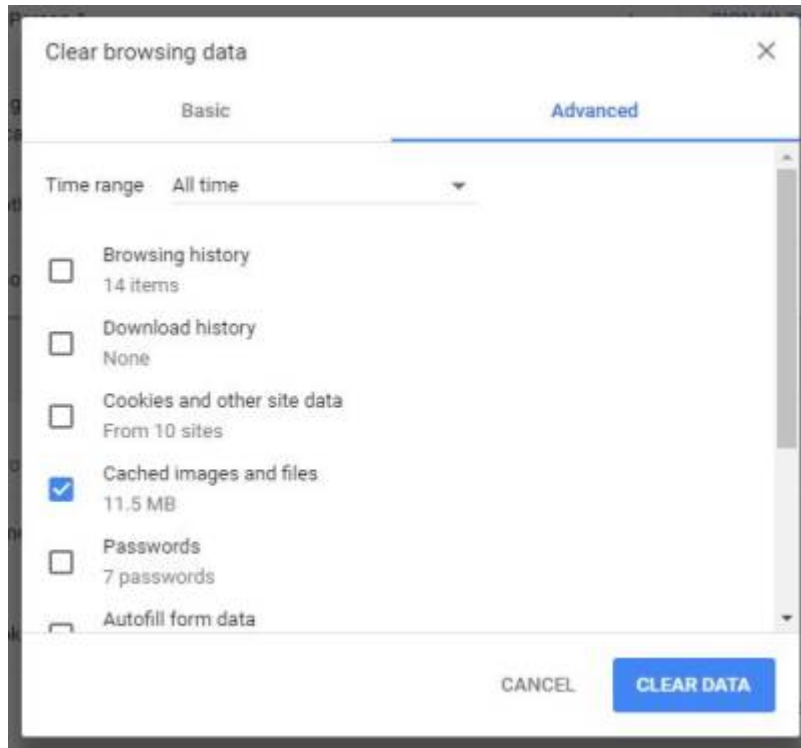 Clear browsing data
Basic Advanced
Time range All time
Browsing history
14 items
Download history
None
Cookies and other site data
From 10 sites
Cached images and files
11.5 MB
Passwords
7 passwords
Autofill form data
CANCEL CLEAR DATA